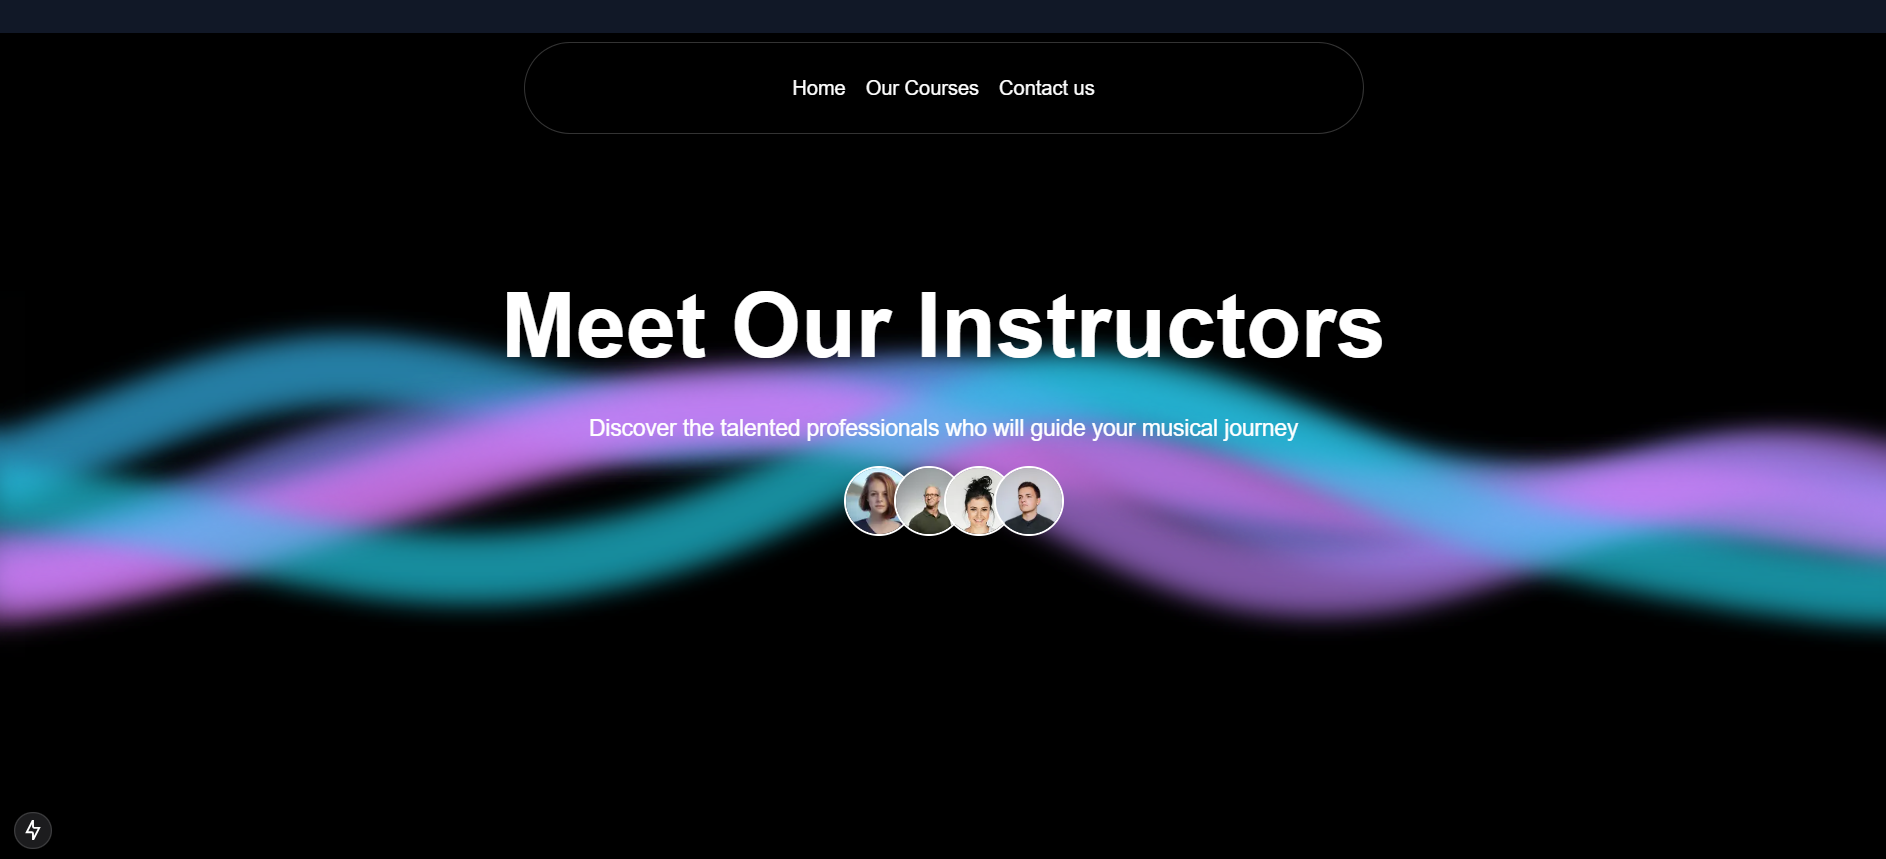 Home Our Courses Contact us
Meet Our Instructors
Discover the talented professionals who will guide your musical journey